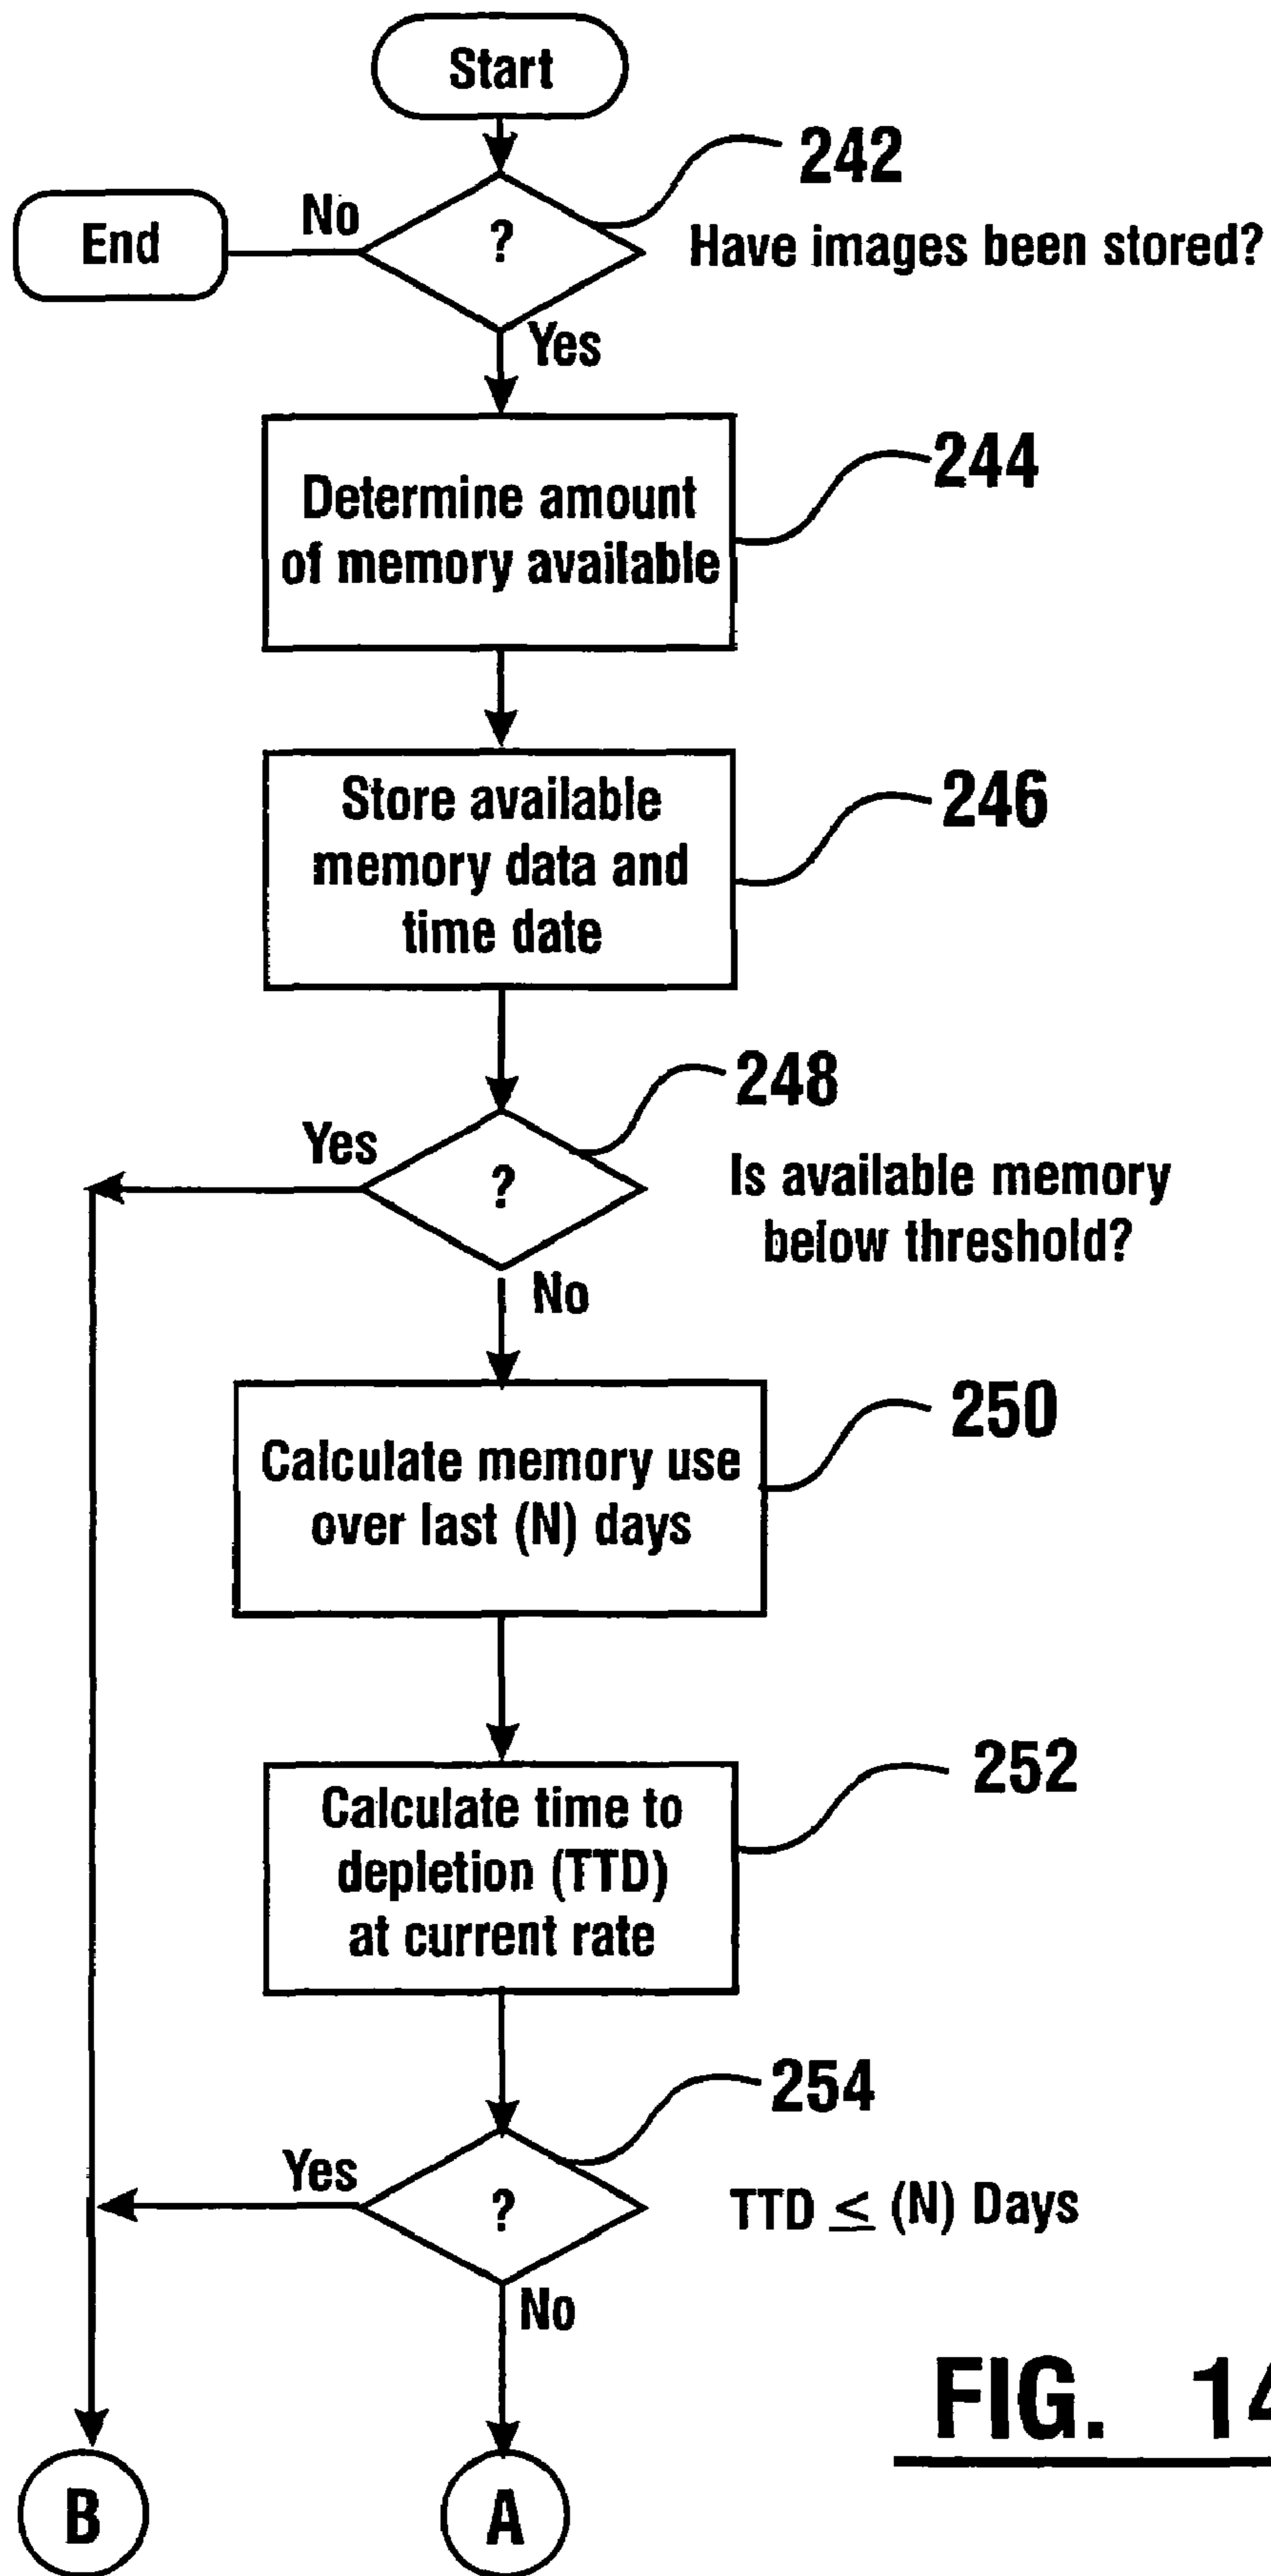 Start
242
No
?
Have images been stored?
End
Yes
244
Determine amount
of memory available
246
Store available
memory data and
time date
248
Yes
?
Is available memory
below threshold?
No
250
Calculate memory use
over last (N) days
252
Calculate time to
depletion (TTD)
at current rate
254
Yes
?
TTD ≤ (N) Days
No
FIG. 14
B
A